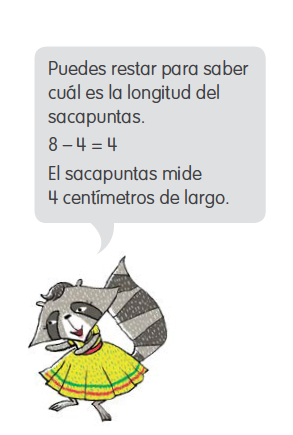 Puedes restar para saber
cuál es la longitud del
sacapuntas.
8 – 4 = 4
El sacapuntas mide
4 centímetros de largo.